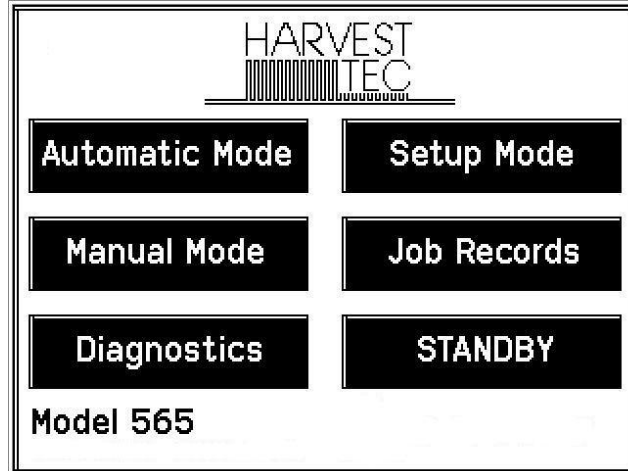 HARVEST
TEC
Automatic Mode
Setup Mode
Manual Mode
Job Records
Diagnostics
STANDBY
Model 565